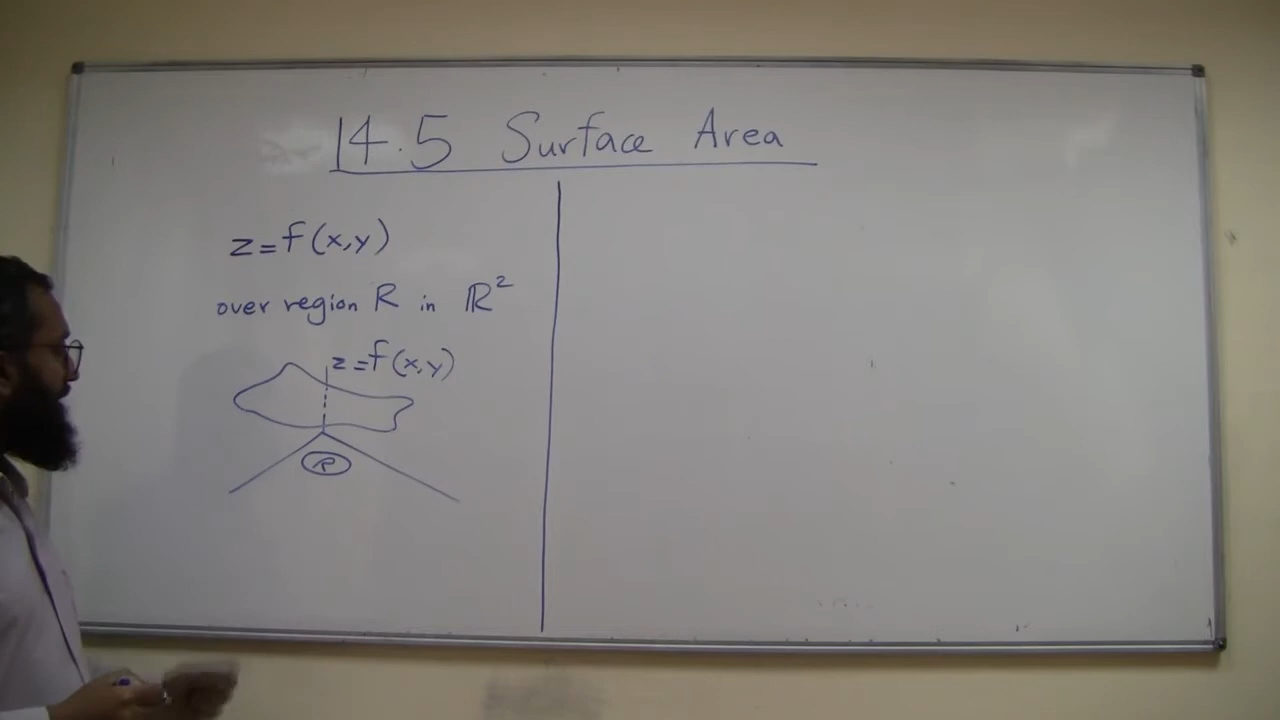 14.5 Surface Area
z=f(x,y)
over region R in ℝ²
z=f(x,y)
R